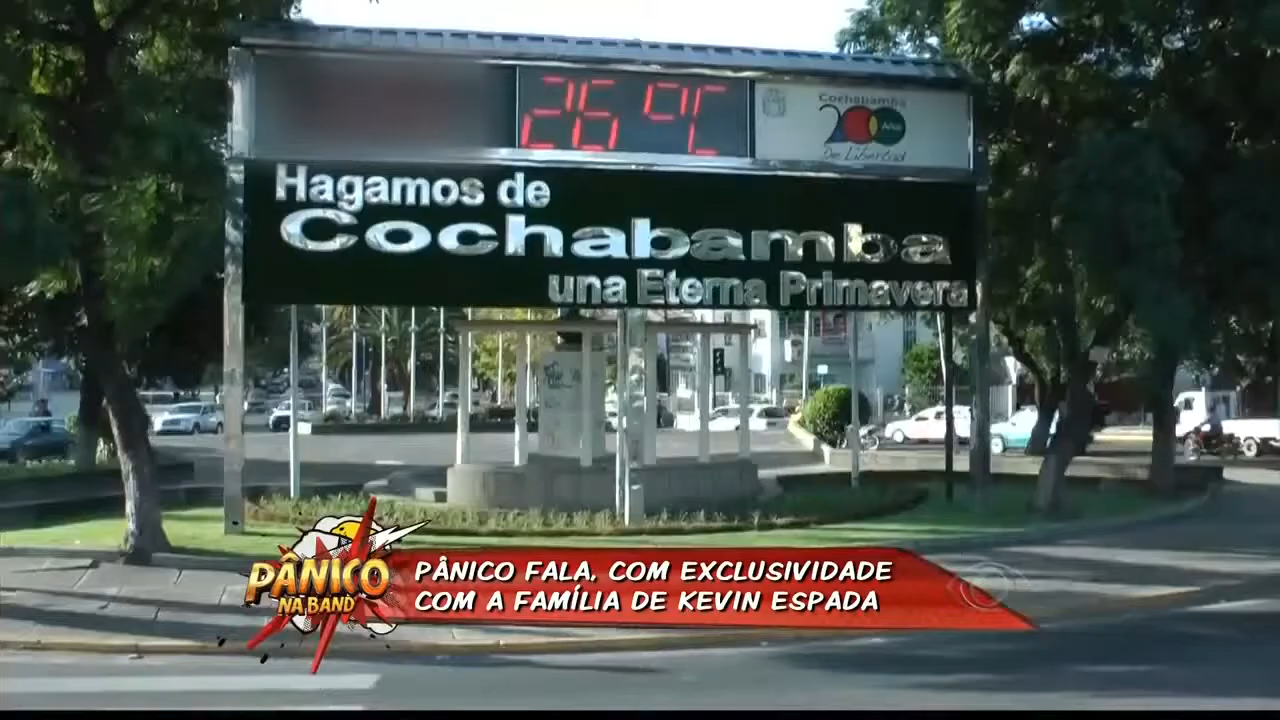 26 ºC
Cochabamba
200 Años
De Libertad
Hagamos de
Cochabamba
una Eterna Primavera
PÂNICO
NA BAND
PÂNICO FALA, COM EXCLUSIVIDADE
COM A FAMÍLIA DE KEVIN ESPADA